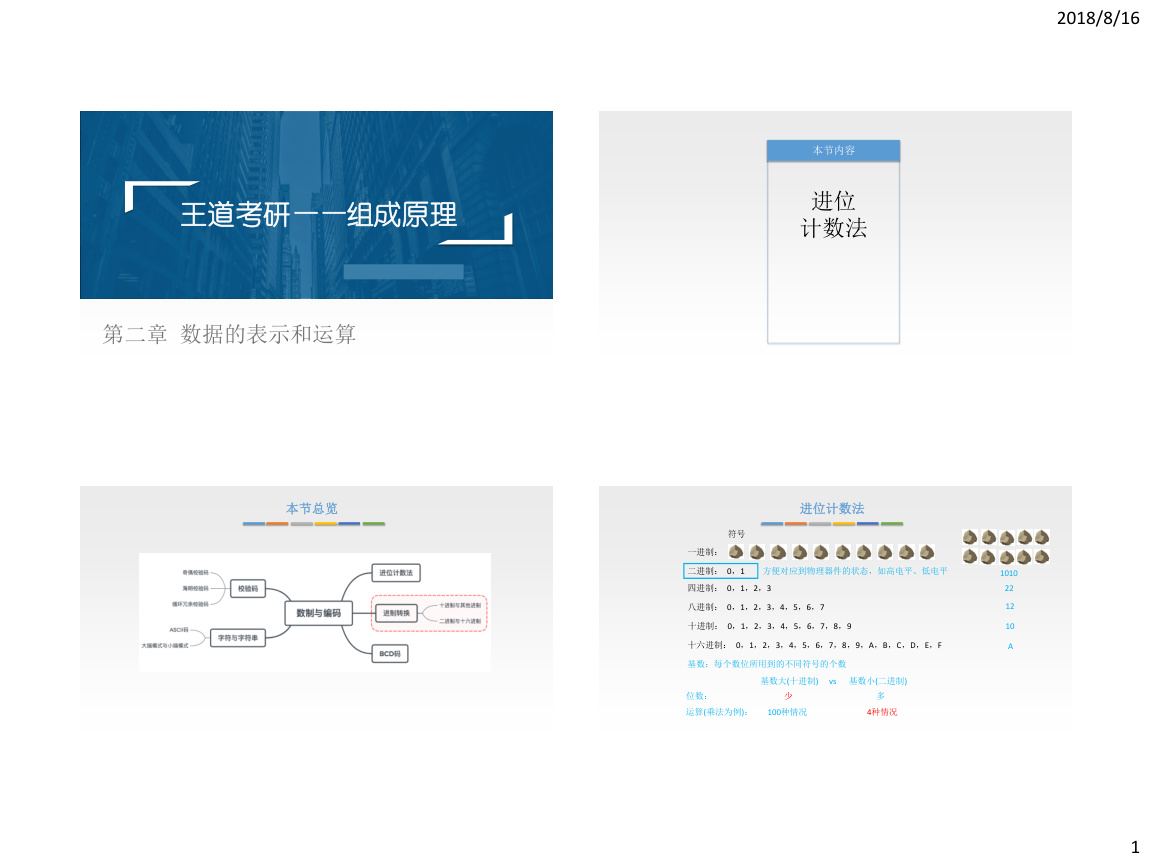 2018/8/16
王道考研——组成原理
第二章 数据的表示和运算
本节内容
进位
计数法
本节总览
奇偶校验码
海明校验码
循环冗余校验码
校验码
ASCII码
大端模式与小端模式
字符与字符串
数制与编码
进位计数法
进制转换
十进制与其他进制
二进制与十六进制
BCD码
进位计数法
符号
一进制：
二进制： 0，1 方便对应到物理器件的状态，如高电平、低电平 1010
四进制： 0，1，2，3 22
八进制： 0，1，2，3，4，5，6，7 12
十进制： 0，1，2，3，4，5，6，7，8，9 10
十六进制： 0，1，2，3，4，5，6，7，8，9，A，B，C，D，E，F A
基数：每个数位所用到的不同符号的个数
基数大(十进制) vs 基数小(二进制)
位数： 少 多
运算(乘法为例)： 100种情况 4种情况
1